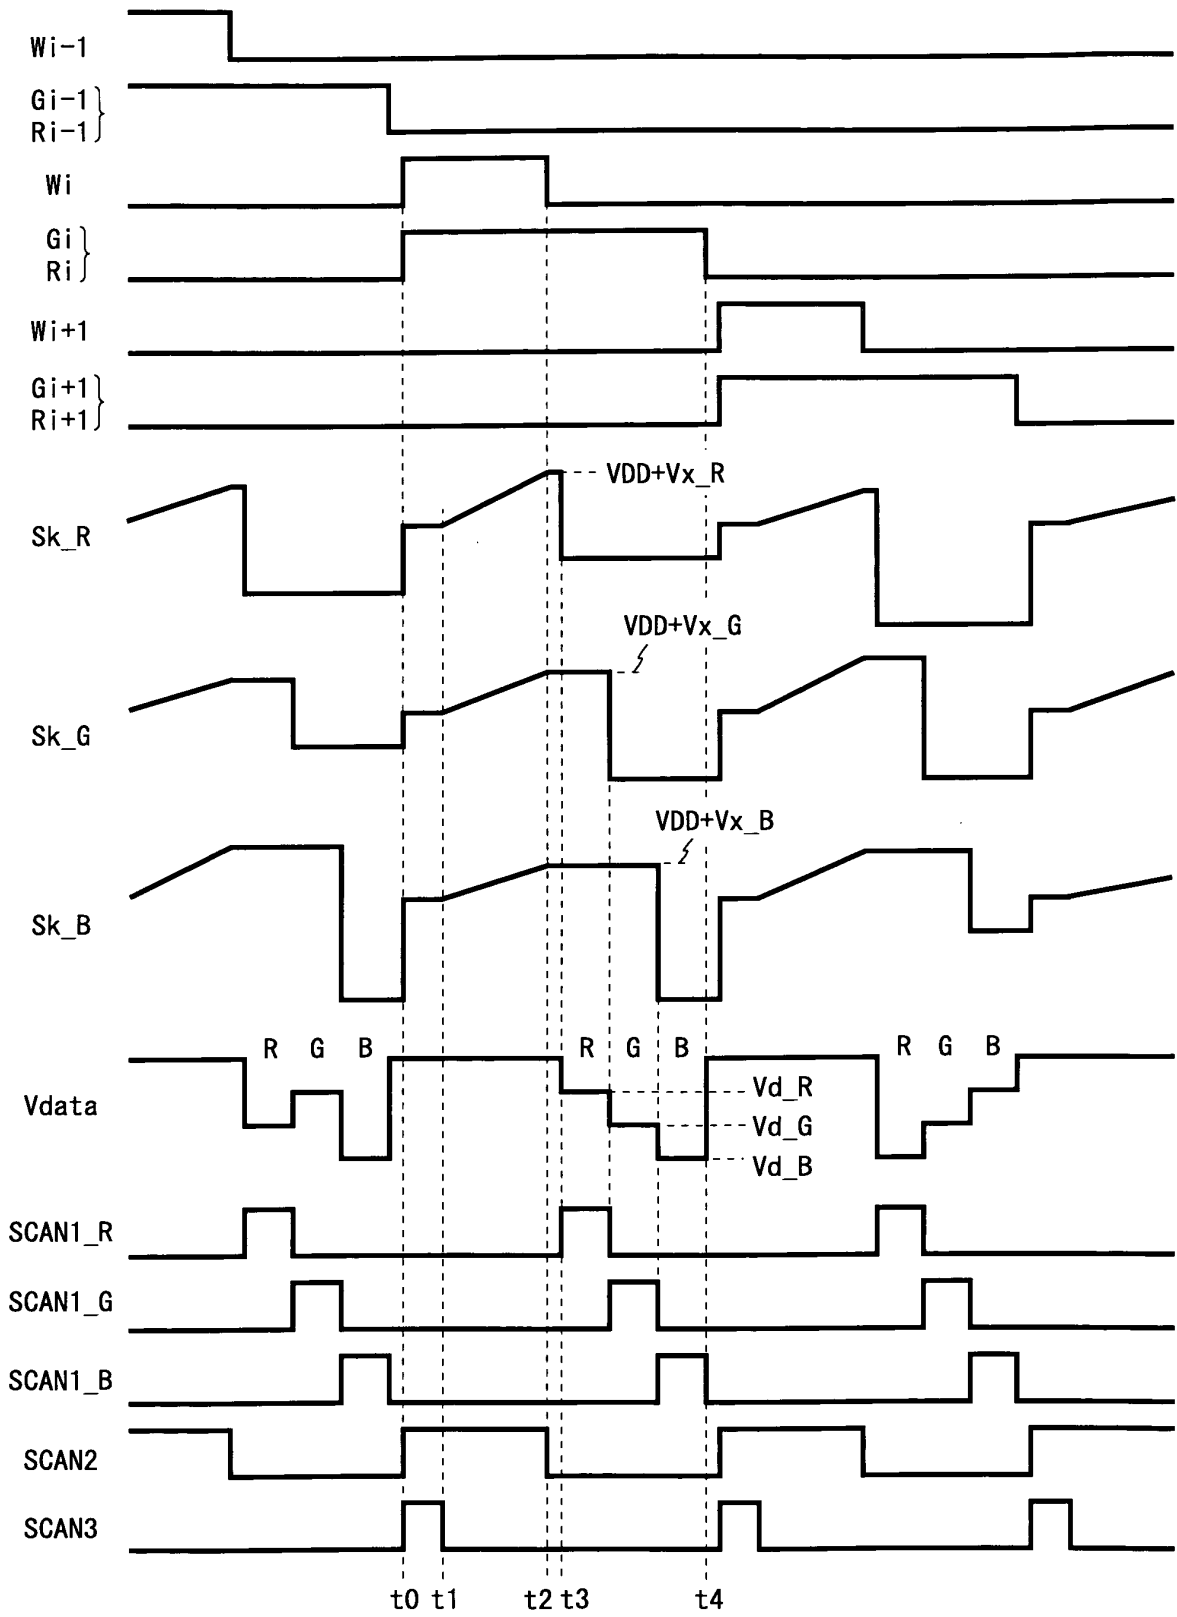 Wi-1
Gi-1
Ri-1
Wi
Gi
Ri
Wi+1
Gi+1
Ri+1
VDD+Vx_R
Sk_R
VDD+Vx_G
Sk_G
VDD+Vx_B
Sk_B
R G B R G B R G B
Vdata
Vd_R
Vd_G
Vd_B
SCAN1_R
SCAN1_G
SCAN1_B
SCAN2
SCAN3
t0 t1 t2 t3 t4